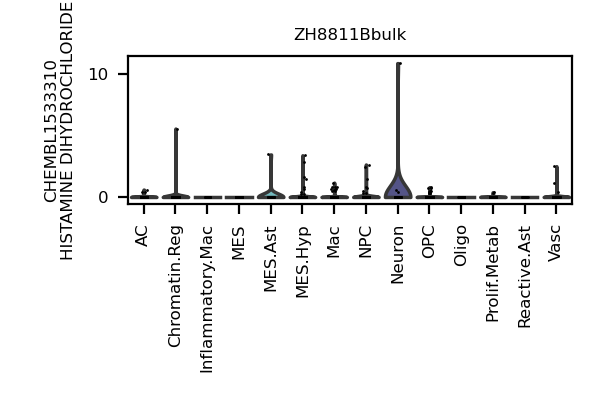 ZH8811Bbulk
CHEMBL1533310
HISTAMINE DIHYDROCHLORIDE
10
0
AC
Chromatin.Reg
Inflammatory.Mac
MES
MES.Ast
MES.Hyp
Mac
NPC
Neuron
OPC
Oligo
Prolif.Metab
Reactive.Ast
Vasc